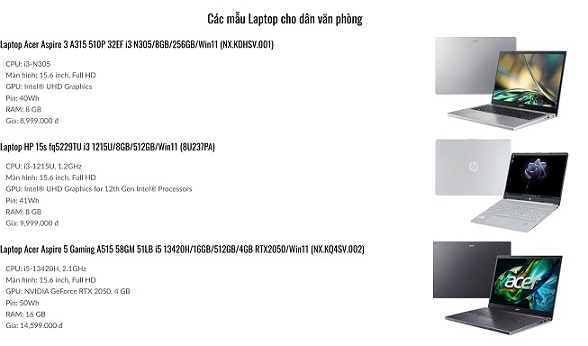 Các mẫu Laptop cho dân văn phòng
Laptop Acer Aspire 3 A315 510P 32EF i3 N305/8GB/256GB/Win11 (NX.KDHSV.001)
CPU: i3-N305
Màn hình: 15.6 inch, Full HD
GPU: Intel® UHD Graphics
Pin: 40Wh
RAM: 8 GB
Giá: 8,999.000 đ
Laptop HP 15s fq5229TU i3 1215U/8GB/512GB/Win11 (8U237PA)
CPU: i3-1215U, 1.2GHz
Màn hình: 15.6 inch, Full HD
GPU: Intel® UHD Graphics for 12th Gen Intel® Processors
Pin: 41Wh
RAM: 8 GB
Giá: 9,999.000 đ
Laptop Acer Aspire 5 Gaming A515 58GM 51LB i5 13420H/16GB/512GB/4GB RTX2050/Win11 (NX.KQ4SV.002)
CPU: i5-13420H, 2.1GHz
Màn hình: 15.6 inch, Full HD
GPU: NVIDIA GeForce RTX 2050, 4 GB
Pin: 50Wh
RAM: 16 GB
Giá: 14,599.000 đ
acer